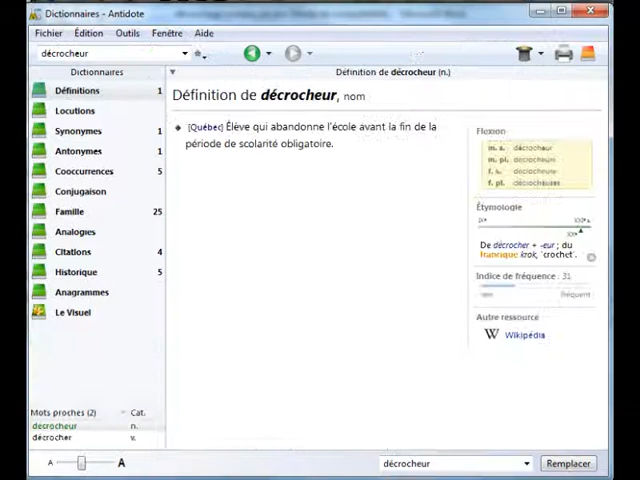 Dictionnaires - Antidote
Fichier Édition Outils Fenêtre Aide
décrocheur
Dictionnaires
Définition de décrocheur (n.)
Définitions 1
Locutions
Synonymes 1
Antonymes 1
Cooccurrences 5
Conjugaison
Famille 25
Analogies
Citations 4
Historique 5
Anagrammes
Le Visuel
Mots proches (2) Cat.
decrocheur n.
décrocher v.
A A
Définition de décrocheur, nom
[Québec] Élève qui abandonne l'école avant la fin de la
période de scolarité obligatoire.
Flexion
m. s. décrocheur
m. pl. décrocheurs
f. s. décrocheuse
f. pl. décrocheuses
Étymologie
De décrocher + -eur ; du
francique krok, 'crochet'.
Indice de fréquence : 31
fréquent
Autre ressource
W Wikipédia
décrocheur
Remplacer